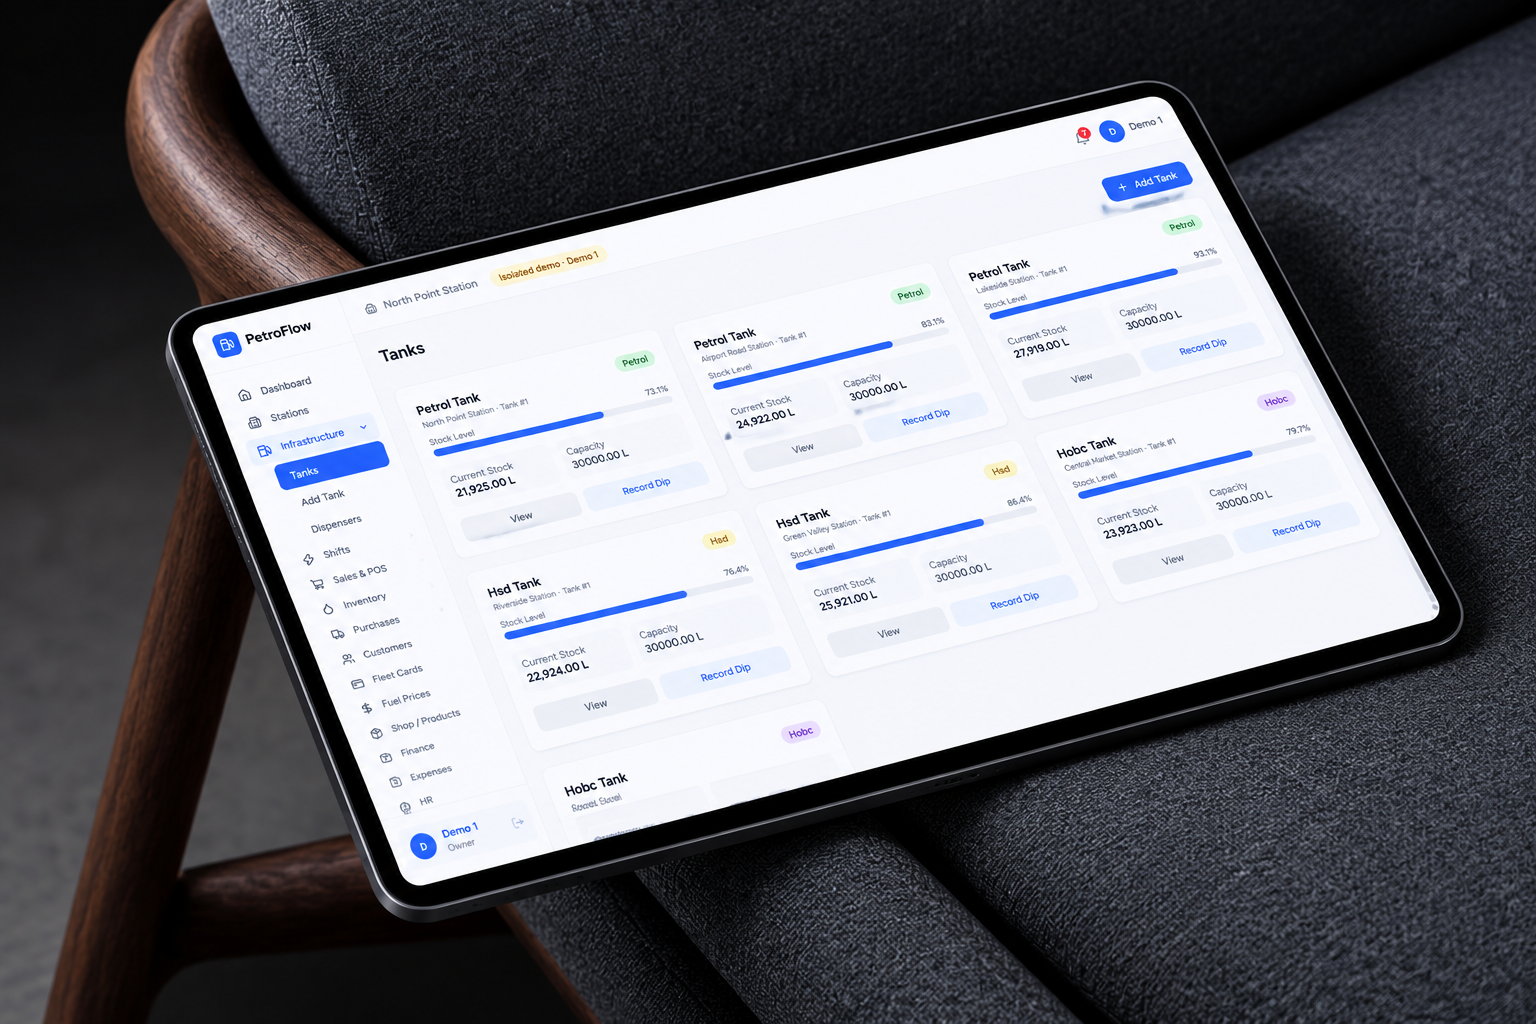 7
D
Demo 1
North Point Station
Isolated demo · Demo 1
PetroFlow
Dashboard
Stations
Infrastructure
Tanks
Add Tank
Dispensers
Shifts
Sales & POS
Inventory
Purchases
Customers
Fleet Cards
Fuel Prices
Shop / Products
Finance
Expenses
HR
D
Demo 1
Owner
Tanks
+ Add Tank
Petrol Tank
Petrol
North Point Station · Tank #1
Stock Level
73.1%
Current Stock
21,925.00 L
Capacity
30000.00 L
View
Record Dip
Petrol Tank
Petrol
Airport Road Station · Tank #1
Stock Level
83.1%
Current Stock
24,922.00 L
Capacity
30000.00 L
View
Record Dip
Petrol Tank
Petrol
Lakeside Station · Tank #1
Stock Level
93.1%
Current Stock
27,919.00 L
Capacity
30000.00 L
View
Record Dip
Hsd Tank
Hsd
Riverside Station · Tank #1
Stock Level
76.4%
Current Stock
22,924.00 L
Capacity
30000.00 L
View
Record Dip
Hsd Tank
Hsd
Green Valley Station · Tank #1
Stock Level
86.4%
Current Stock
25,921.00 L
Capacity
30000.00 L
View
Record Dip
Hobc Tank
Hobc
Central Market Station · Tank #1
Stock Level
79.7%
Current Stock
23,923.00 L
Capacity
30000.00 L
View
Record Dip
Hobc Tank
Hobc